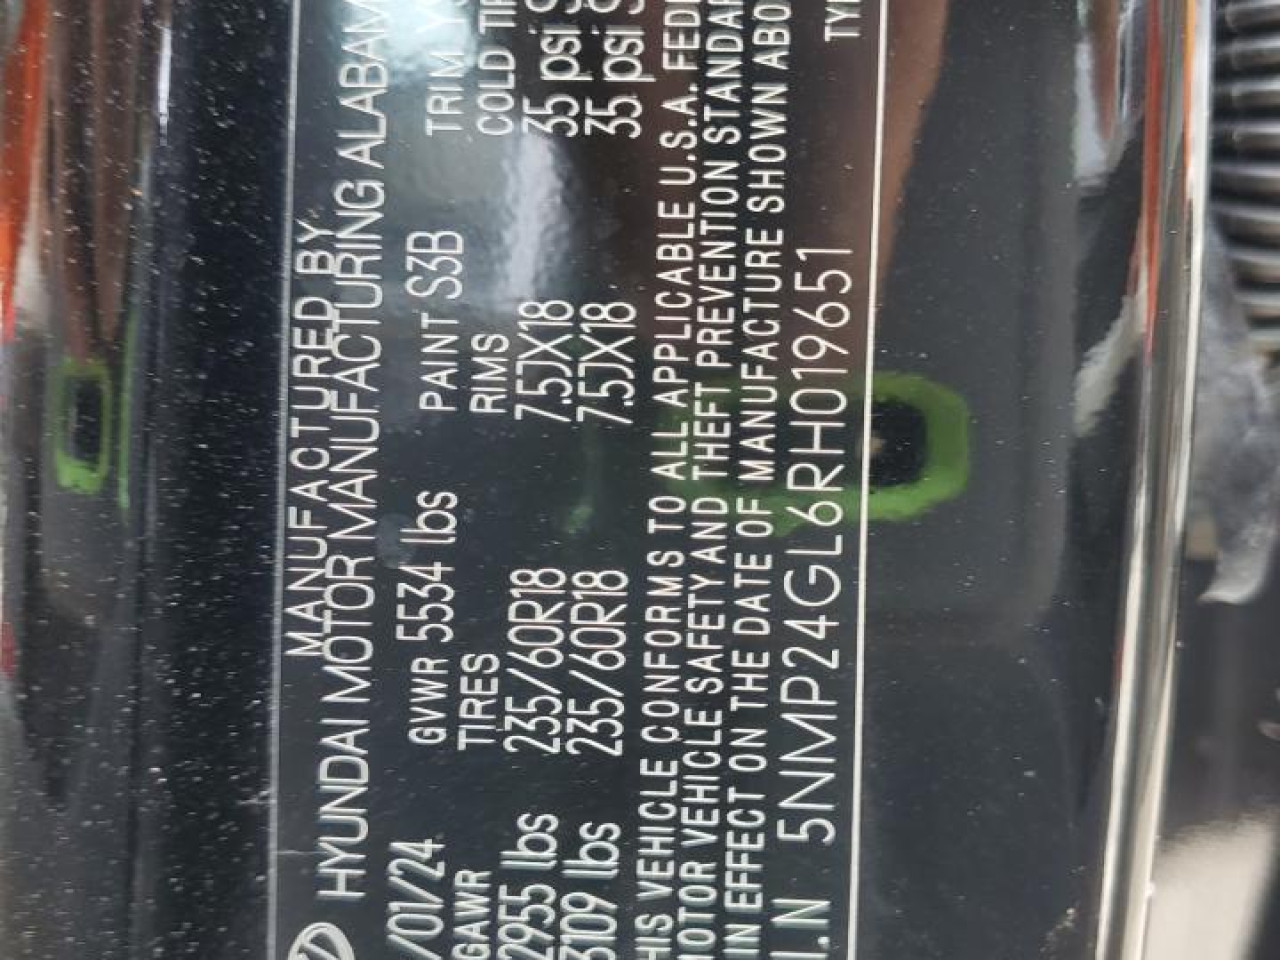 MANUFACTURED BY
HYUNDAI MOTOR MANUFACTURING ALABAM
/01/24 GVWR 5534 lbs PAINT S3B TRIM
GAWR TIRES RIMS COLD TIR
2955 lbs 235/60R18 7.5JX18 35 psi
3109 lbs 235/60R18 7.5JX18 35 psi
HIS VEHICLE CONFORMS TO ALL APPLICABLE U.S.A. FEDE
MOTOR VEHICLE SAFETY AND THEFT PREVENTION STANDAR
IN EFFECT ON THE DATE OF MANUFACTURE SHOWN ABO
I.N 5NMP24GL6RH019651 TYP